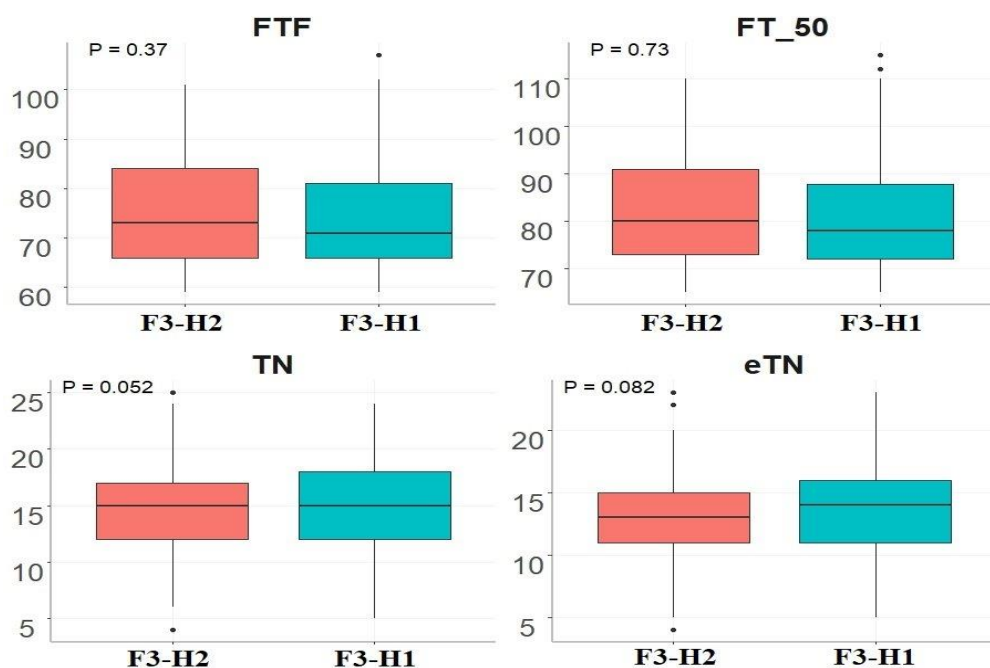 FTF
P = 0.37
100
90
80
70
60
F3-H2 F3-H1
FT_50
P = 0.73
110
100
90
80
70
F3-H2 F3-H1
TN
P = 0.052
25
20
15
10
5
F3-H2 F3-H1
eTN
P = 0.082
20
15
10
5
F3-H2 F3-H1